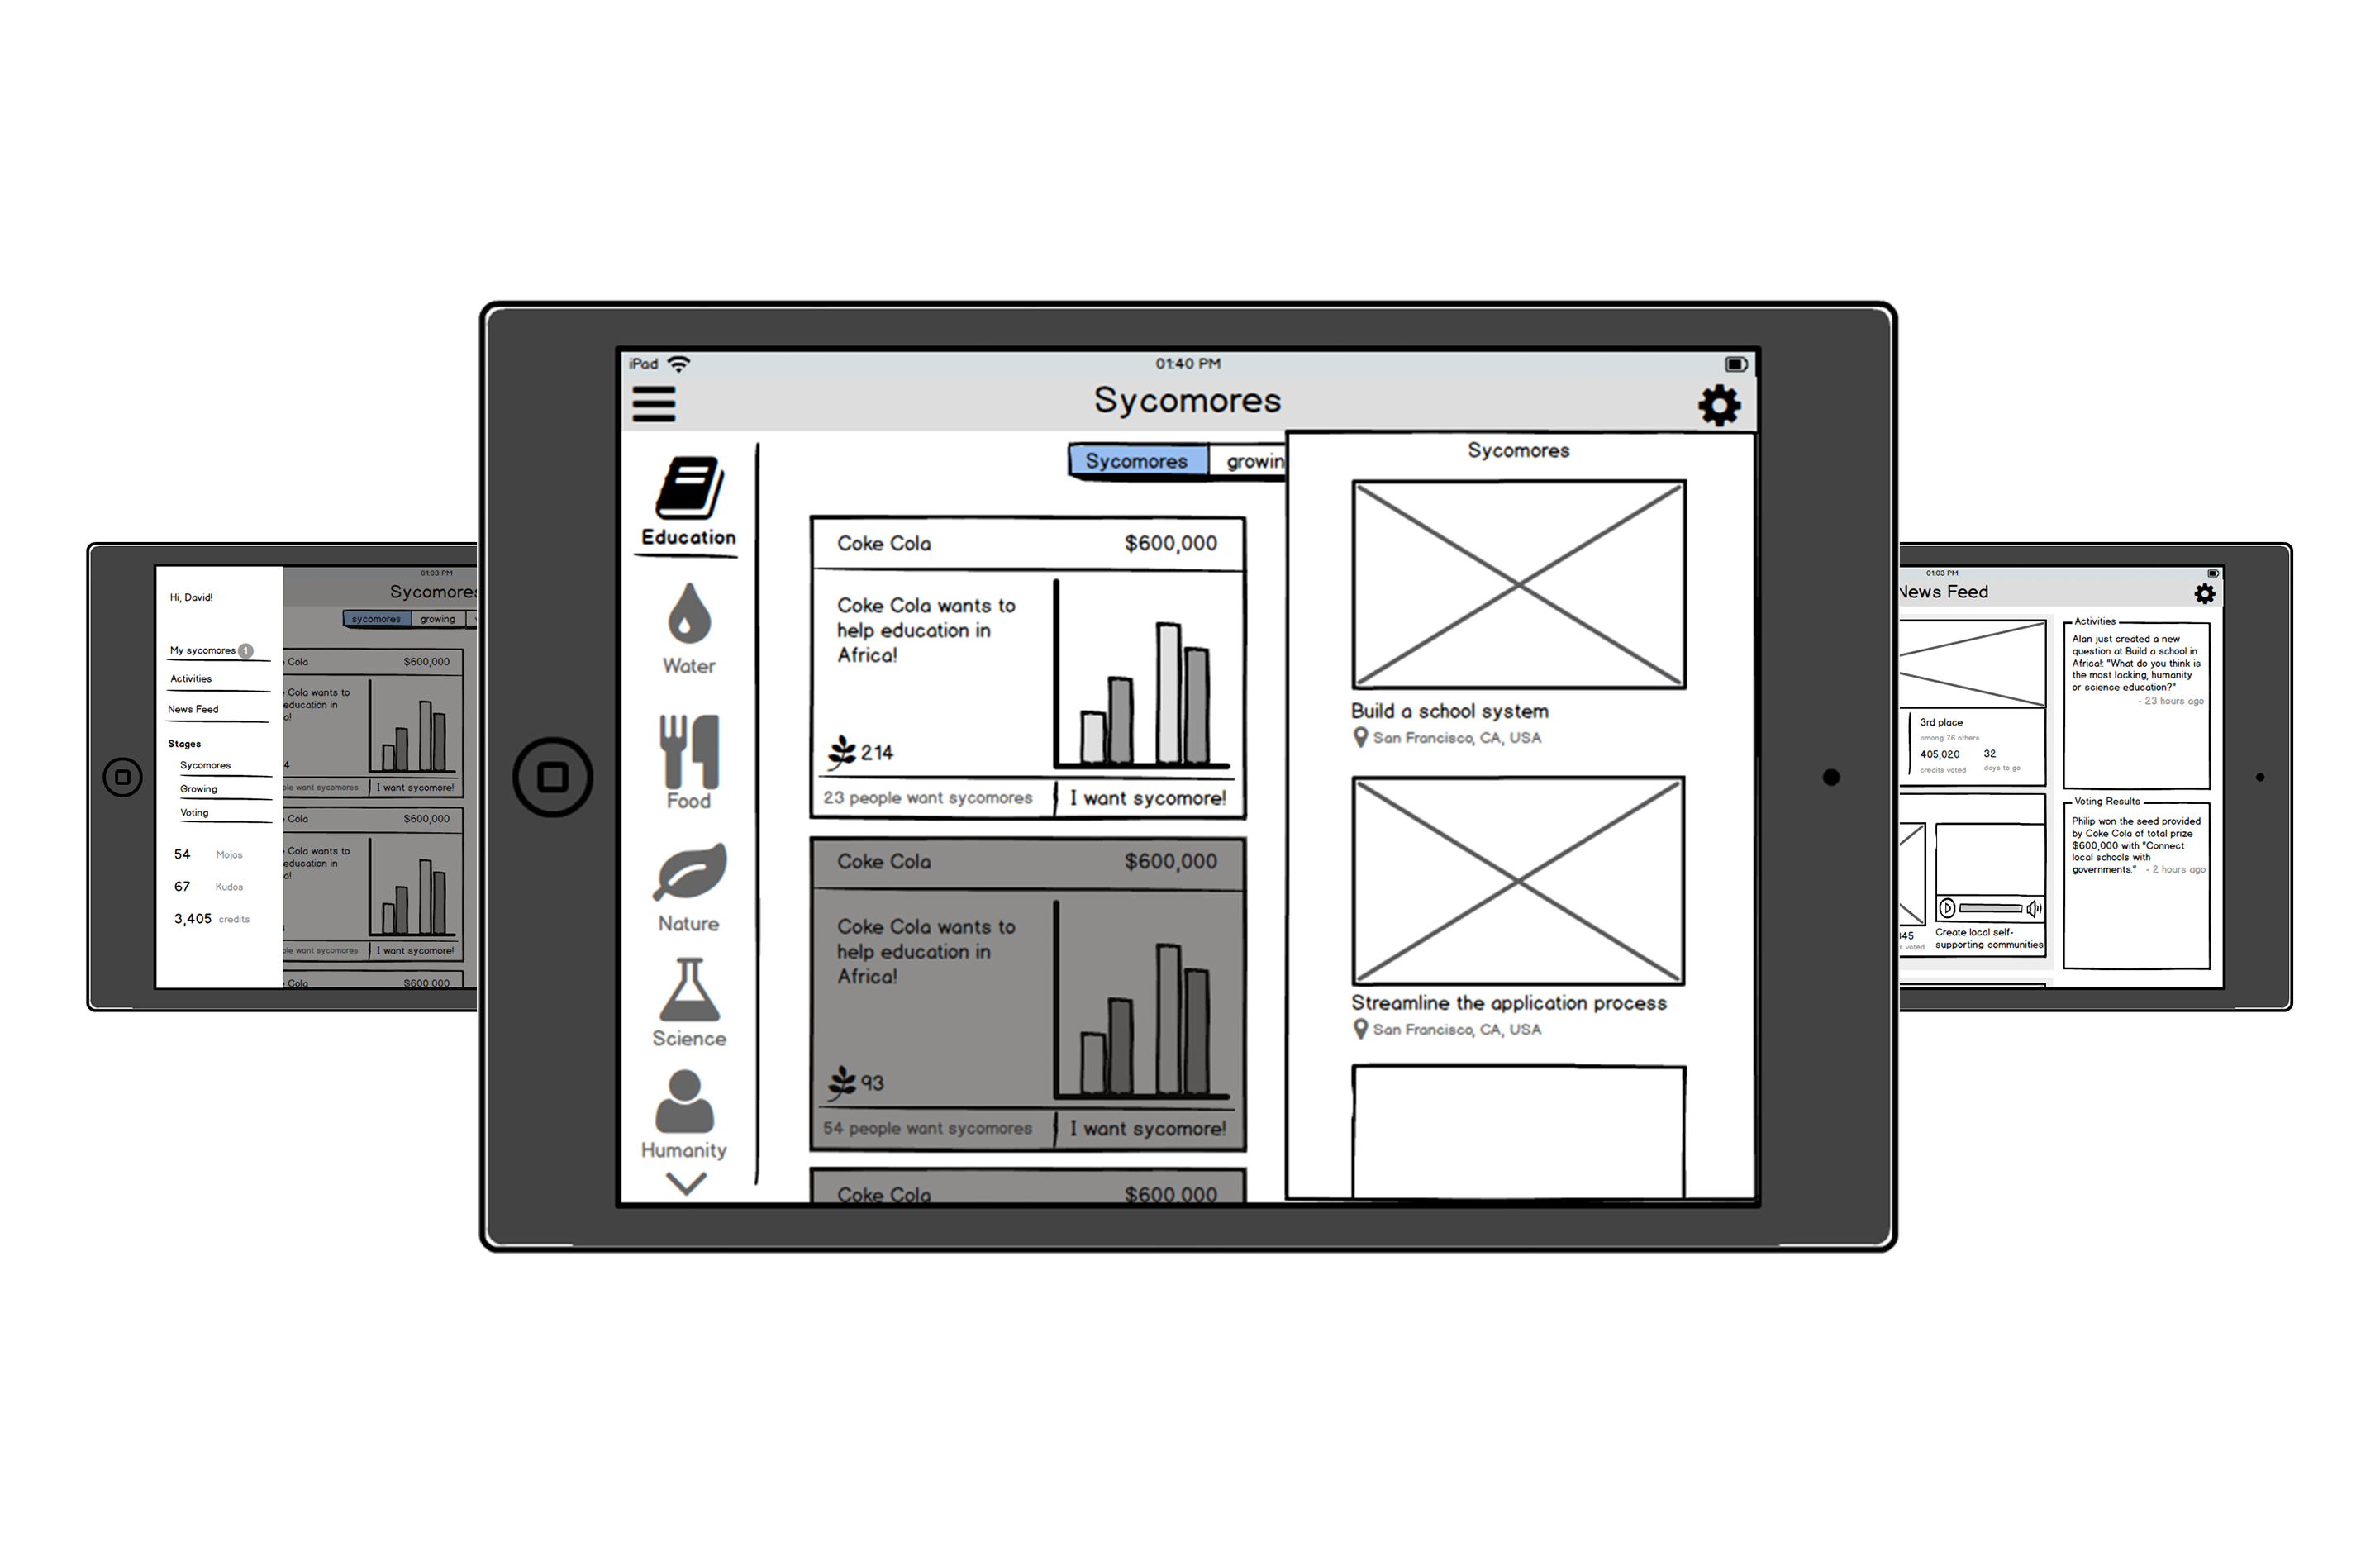 Hi, David!
My sycomores 1
Activities
News Feed
Stages
Sycomores
Growing
Voting
54 Mojos
67 Kudos
3,405 credits
01:03 PM
Sycomores
sycomores growing
Cola $600,000
Cola wants to
education in
a!
4
people want sycomores I want sycomore!
Cola $600,000
Cola wants to
education in
a!
people want sycomores I want sycomore!
Cola $600,000
iPad 01:40 PM
Sycomores
Education
Water
Food
Nature
Science
Humanity
Sycomores growin
Coke Cola $600,000
Coke Cola wants to
help education in
Africa!
214
23 people want sycomores I want sycomore!
Coke Cola $600,000
Coke Cola wants to
help education in
Africa!
93
54 people want sycomores I want sycomore!
Coke Cola $600,000
Sycomores
Build a school system
San Francisco, CA, USA
Streamline the application process
San Francisco, CA, USA
01:03 PM
News Feed
3rd place
among 76 others
405,020 32
credits voted days to go
345
voted
Create local self-
supporting communities
Activities
Alan just created a new
question at Build a school in
Africa!: "What do you think is
the most lacking, humanity
or science education?"
- 23 hours ago
Voting Results
Philip won the seed provided
by Coke Cola of total prize
$600,000 with "Connect
local schools with
governments." - 2 hours ago